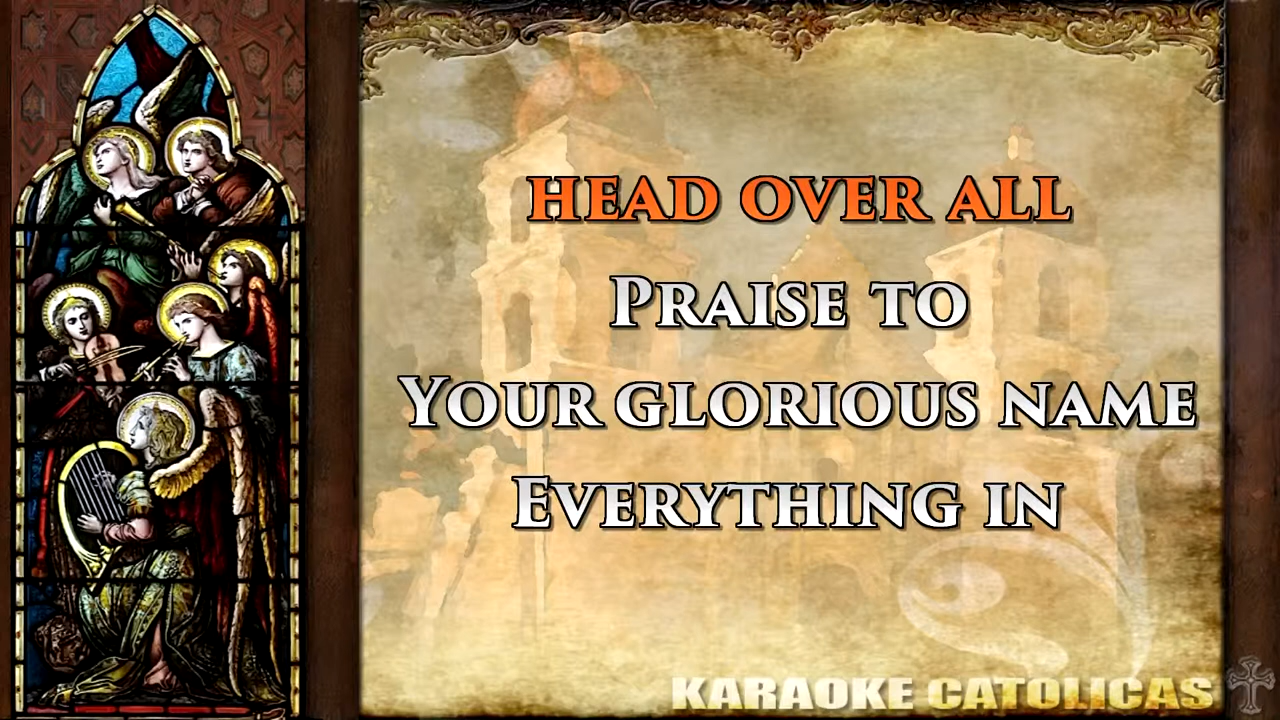 HEAD OVER ALL
PRAISE TO
YOUR GLORIOUS NAME
EVERYTHING IN
KARAOKE CATOLICAS